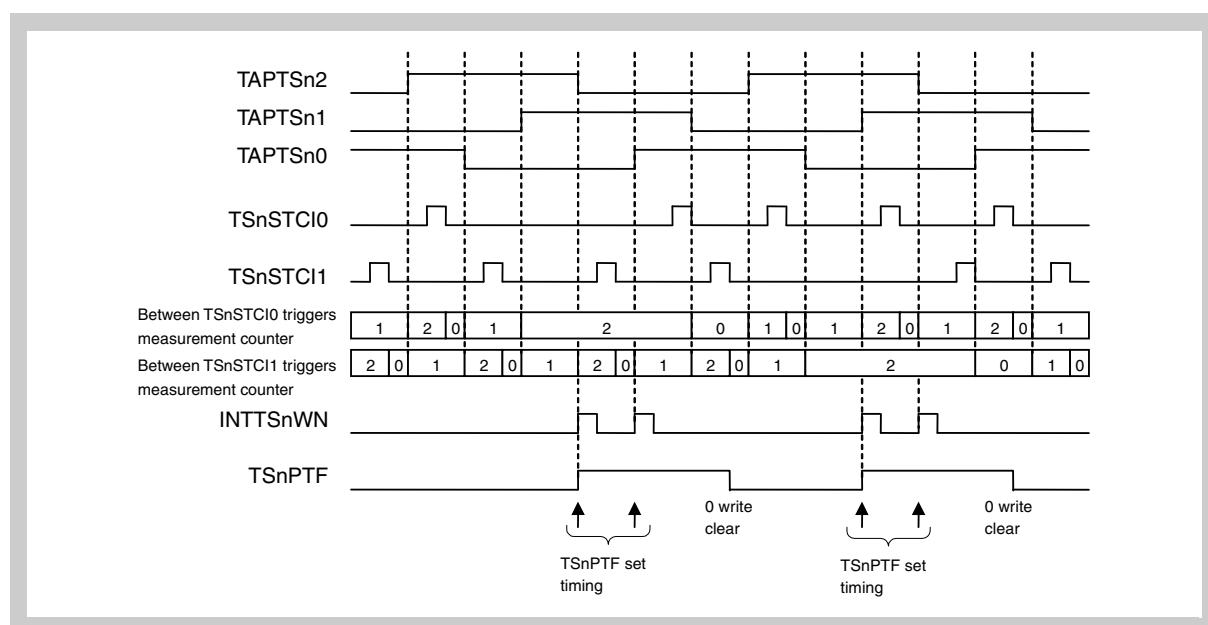 TAPTSn2
TAPTSn1
TAPTSn0
TSnSTCI0
TSnSTCI1
Between TSnSTCI0 triggers
measurement counter
1 2 0 1 2 0 1 0 1 2 0 1 2 0 1
Between TSnSTCI1 triggers
measurement counter
2 0 1 2 0 1 2 0 1 2 0 1 2 0 1 0
INTTSnWN
TSnPTF
0 write
clear
0 write
clear
TSnPTF set
timing
TSnPTF set
timing